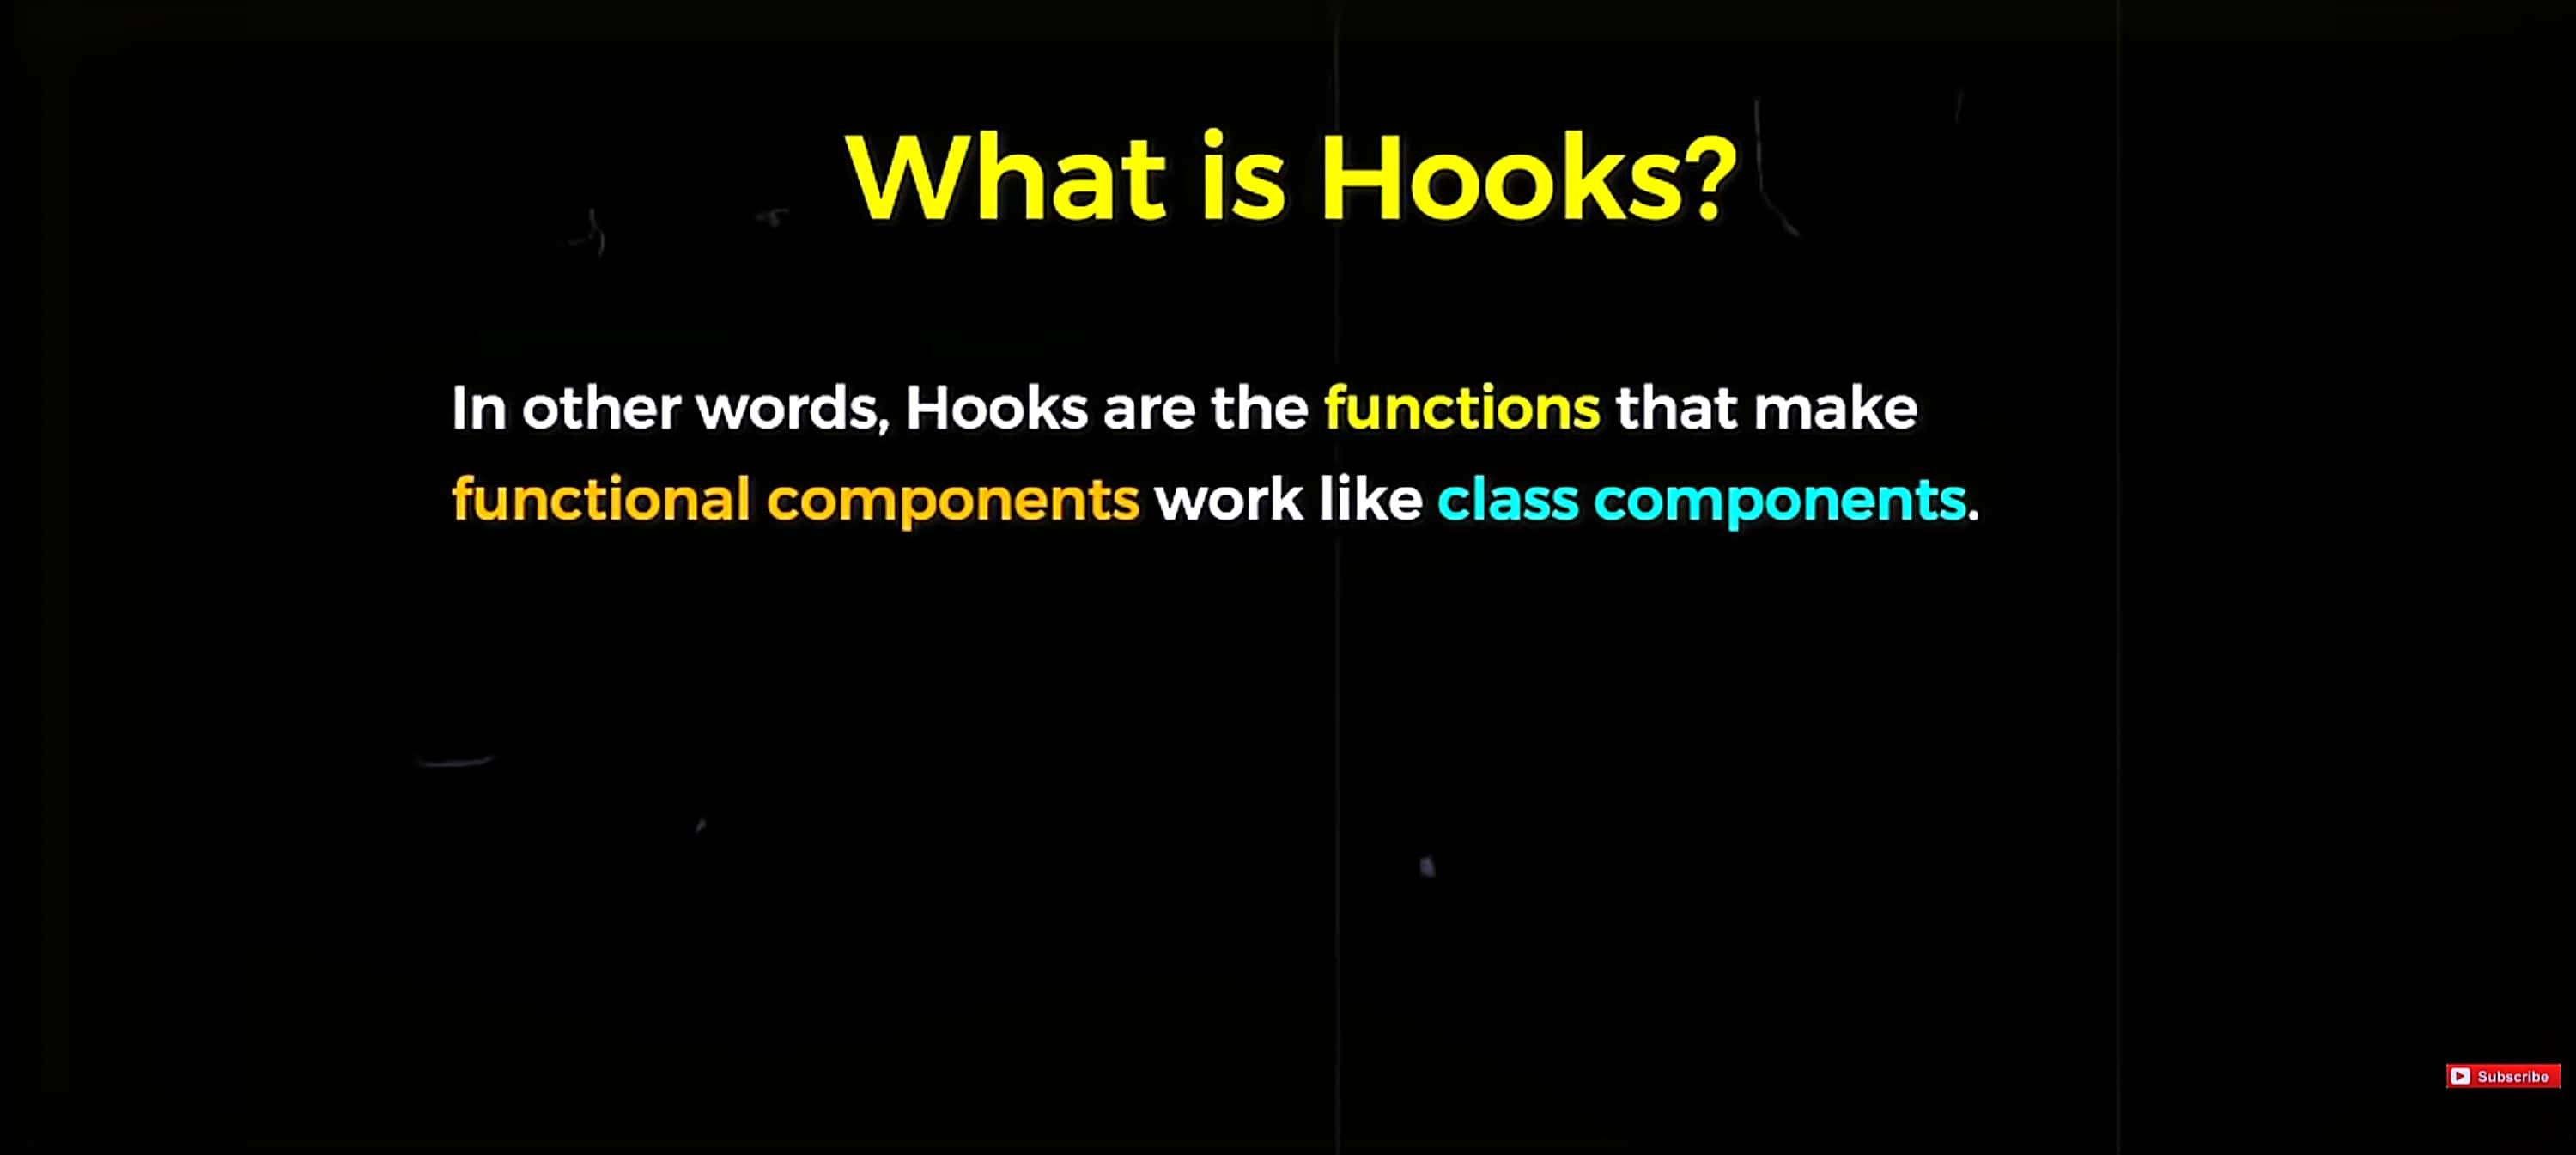 What is Hooks?
In other words, Hooks are the functions that make
functional components work like class components.
Subscribe